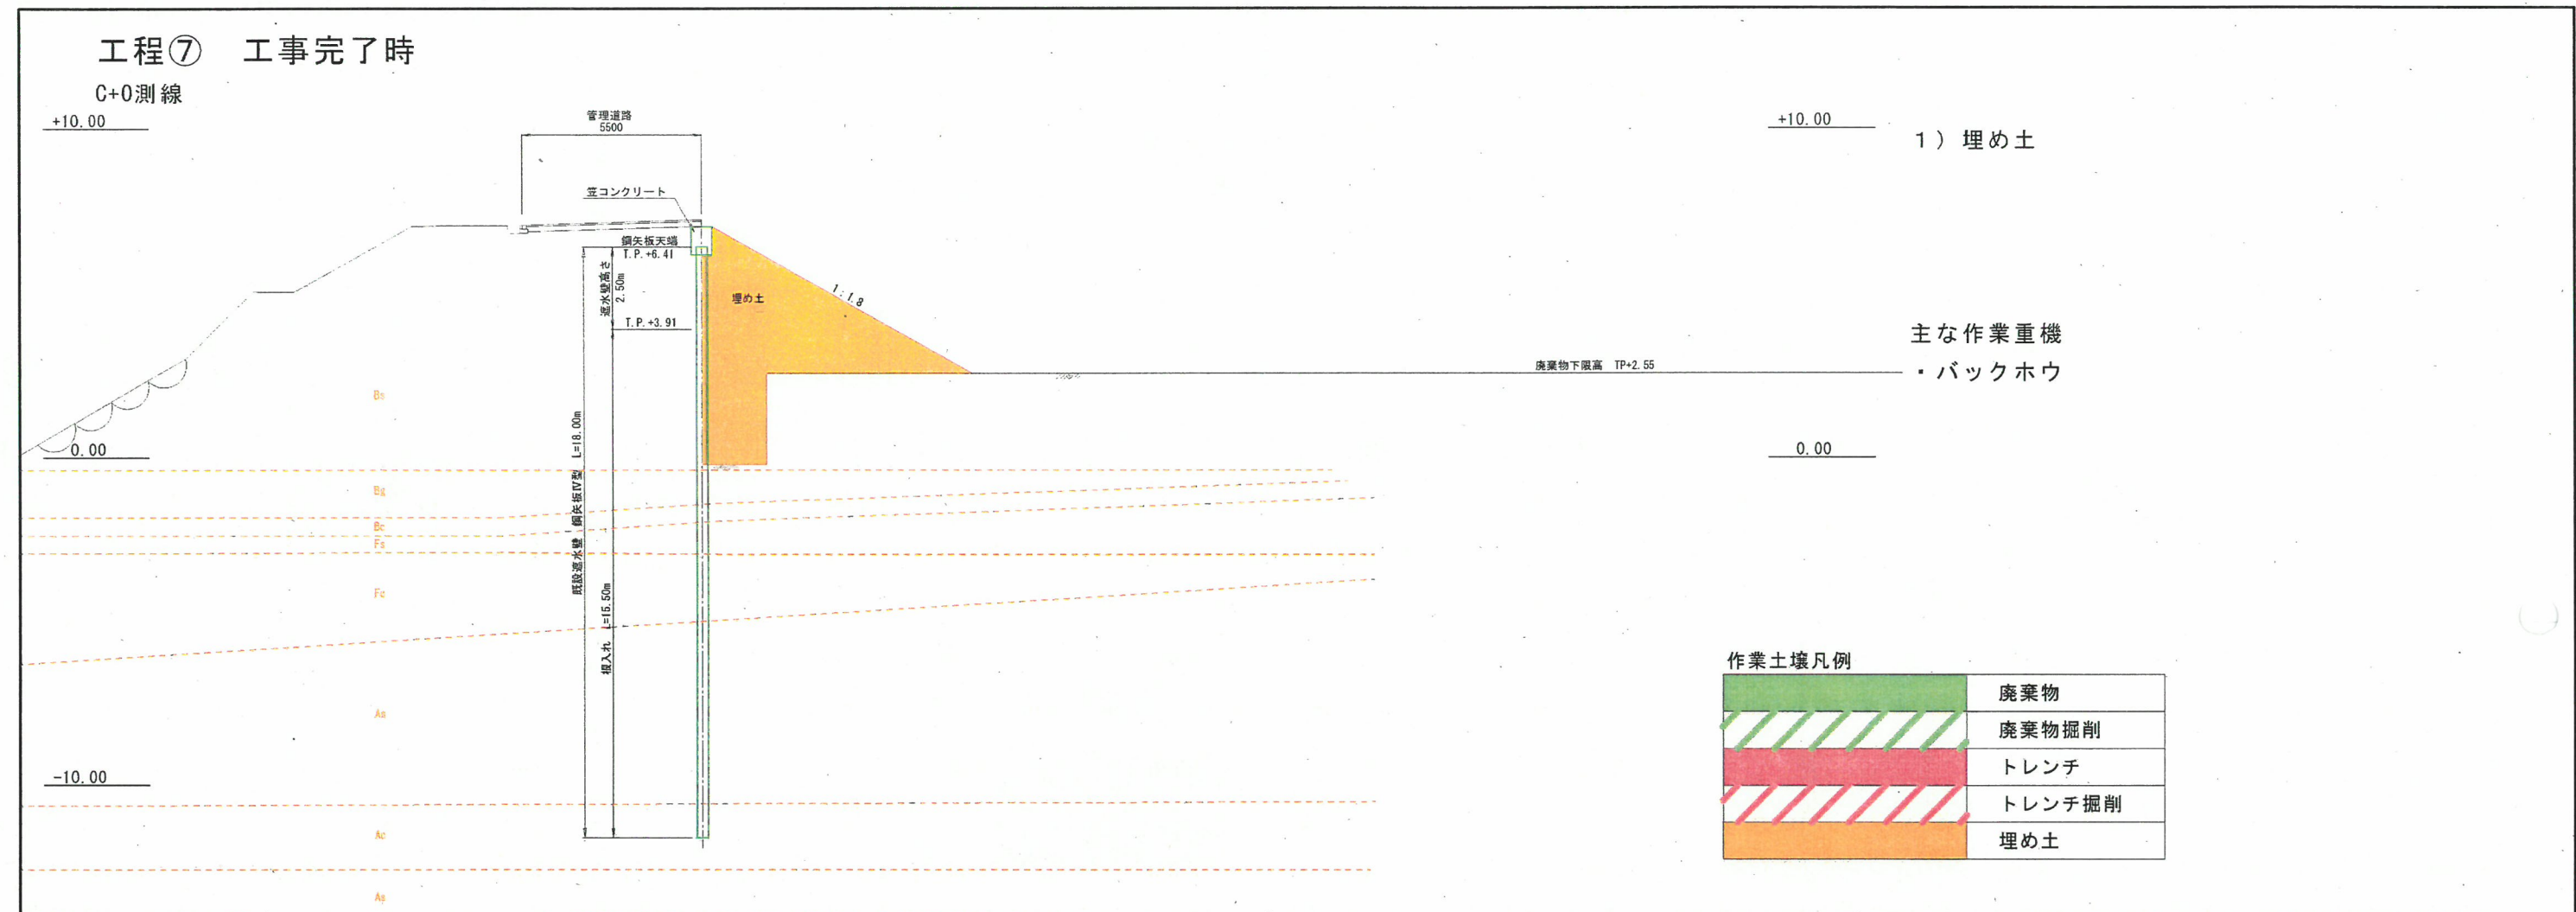 工程⑦ 工事完了時
C+0測線
+10.00
管理道路
5500
+10.00
1）埋め土
笠コンクリート
鋼矢板天端
T.P.+6.41
遮水壁高さ
2.50m
埋め土
1:1.8
T.P.+3.91
主な作業重機
廃棄物下限高 TP+2.55
・バックホウ
Bs
0.00
0.00
既設遮水壁 鋼矢板Ⅳ型 L=18.00m
Bg
Bc
Fs
Fc
根入れ L=15.50m
As
-10.00
Ac
As
作業土壌凡例
廃棄物
廃棄物掘削
トレンチ
トレンチ掘削
埋め土